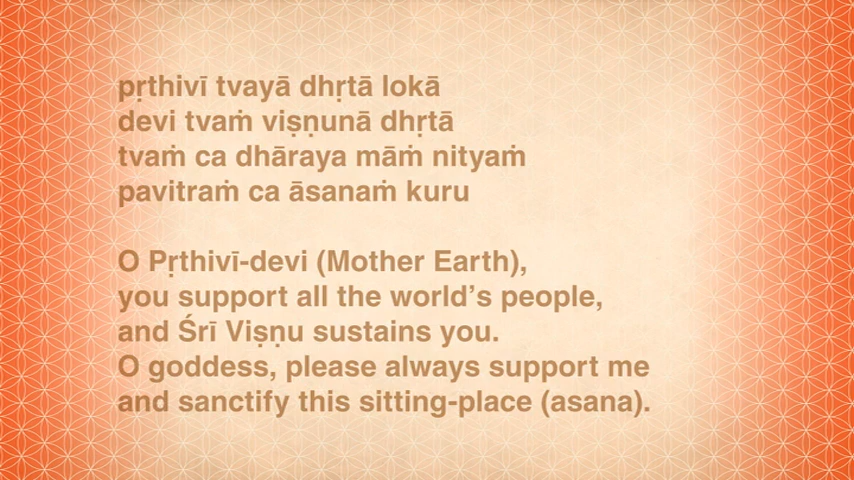 pṛthivī tvayā dhṛtā lokā
devi tvaṁ viṣṇunā dhṛtā
tvaṁ ca dhāraya māṁ nityaṁ
pavitraṁ ca āsanaṁ kuru
O Pṛthivī-devi (Mother Earth),
you support all the world’s people,
and Śrī Viṣṇu sustains you.
O goddess, please always support me
and sanctify this sitting-place (asana).